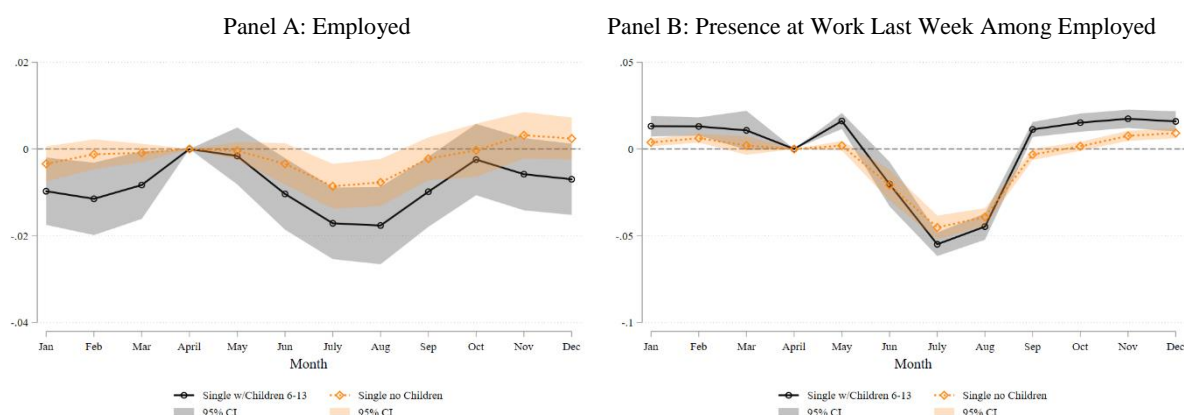 Panel A: Employed
.02
0
-.02
-.04
Jan Feb Mar April May Jun July Aug Sep Oct Nov Dec
Month
Single w/Children 6-13 Single no Children
95% CI 95% CI
Panel B: Presence at Work Last Week Among Employed
.05
0
-.05
-.1
Jan Feb Mar April May Jun July Aug Sep Oct Nov Dec
Month
Single w/Children 6-13 Single no Children
95% CI 95% CI